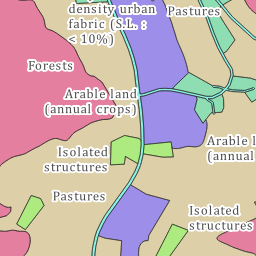 density urban
fabric (S.L. :
< 10%)
Pastures
Forests
Arable land
(annual crops)
Arable l
(annual
Isolated
structures
Pastures
Isolated
structures